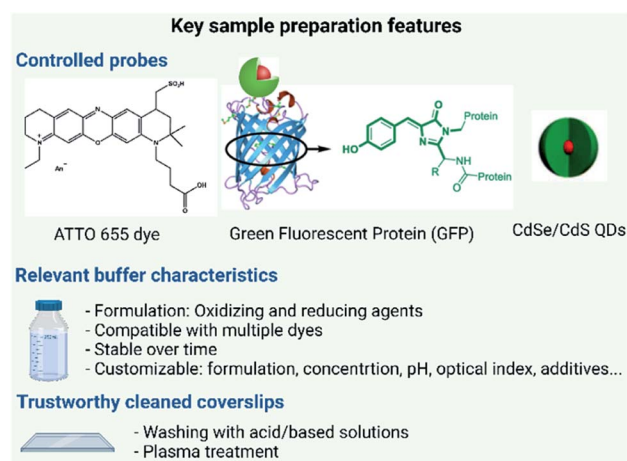 Key sample preparation features
Controlled probes
SO₃H
N
N⁺
O
N
An⁻
OH
O
HO
O
N
N
Protein
NH
R
O
Protein
ATTO 655 dye
Green Fluorescent Protein (GFP)
CdSe/CdS QDs
Relevant buffer characteristics
- Formulation: Oxidizing and reducing agents
- Compatible with multiple dyes
- Stable over time
- Customizable: formulation, concentrtion, pH, optical index, additives...
Trustworthy cleaned coverslips
- Washing with acid/based solutions
- Plasma treatment